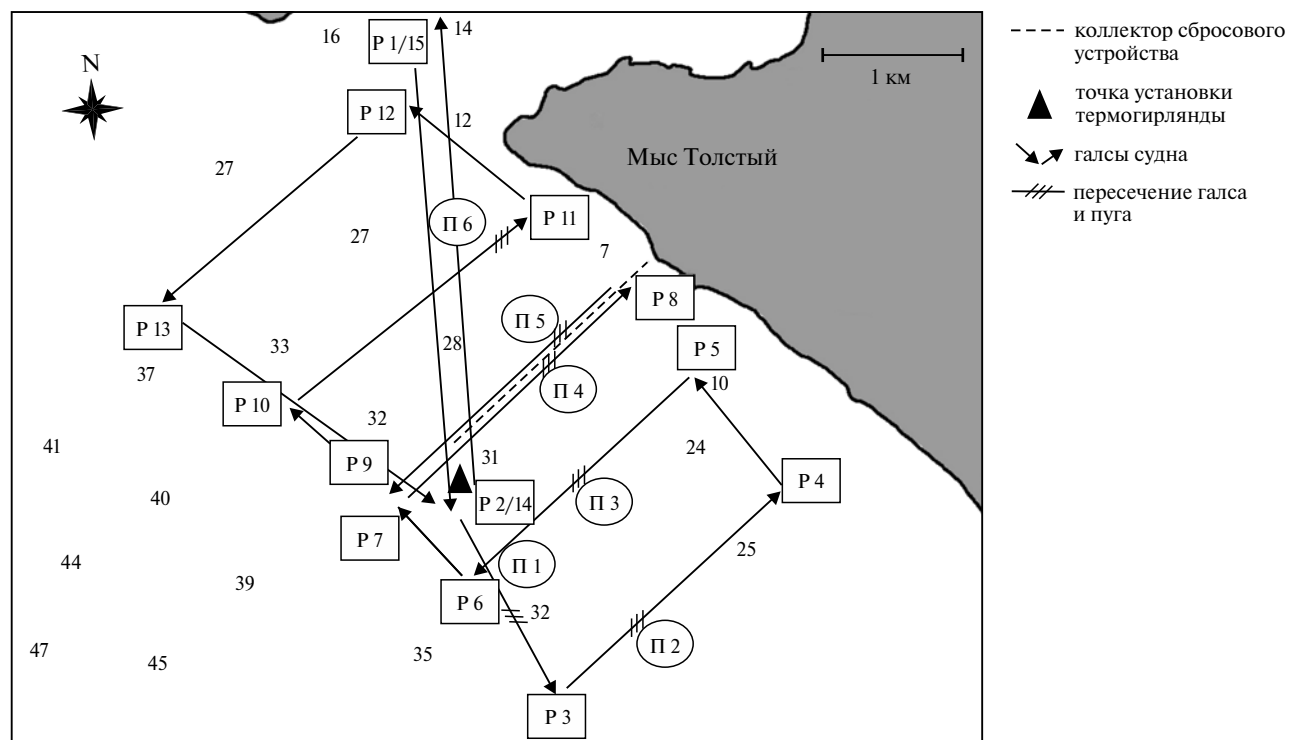 16
Р 1/15
14
коллектор сбросового
устройства
N
1 км
точка установки
термогирлянды
Р 12
12
Мыс Толстый
галсы судна
27
пересечение галса
и пуга
Р 11
П 6
27
7
Р 8
П 5
Р 13
33
28
Р 5
37
П 4
10
Р 10
32
24
41
Р 9
31
Р 4
40
Р 2/14
П 3
Р 7
25
44
П 1
39
Р 6
32
47
45
35
П 2
Р 3